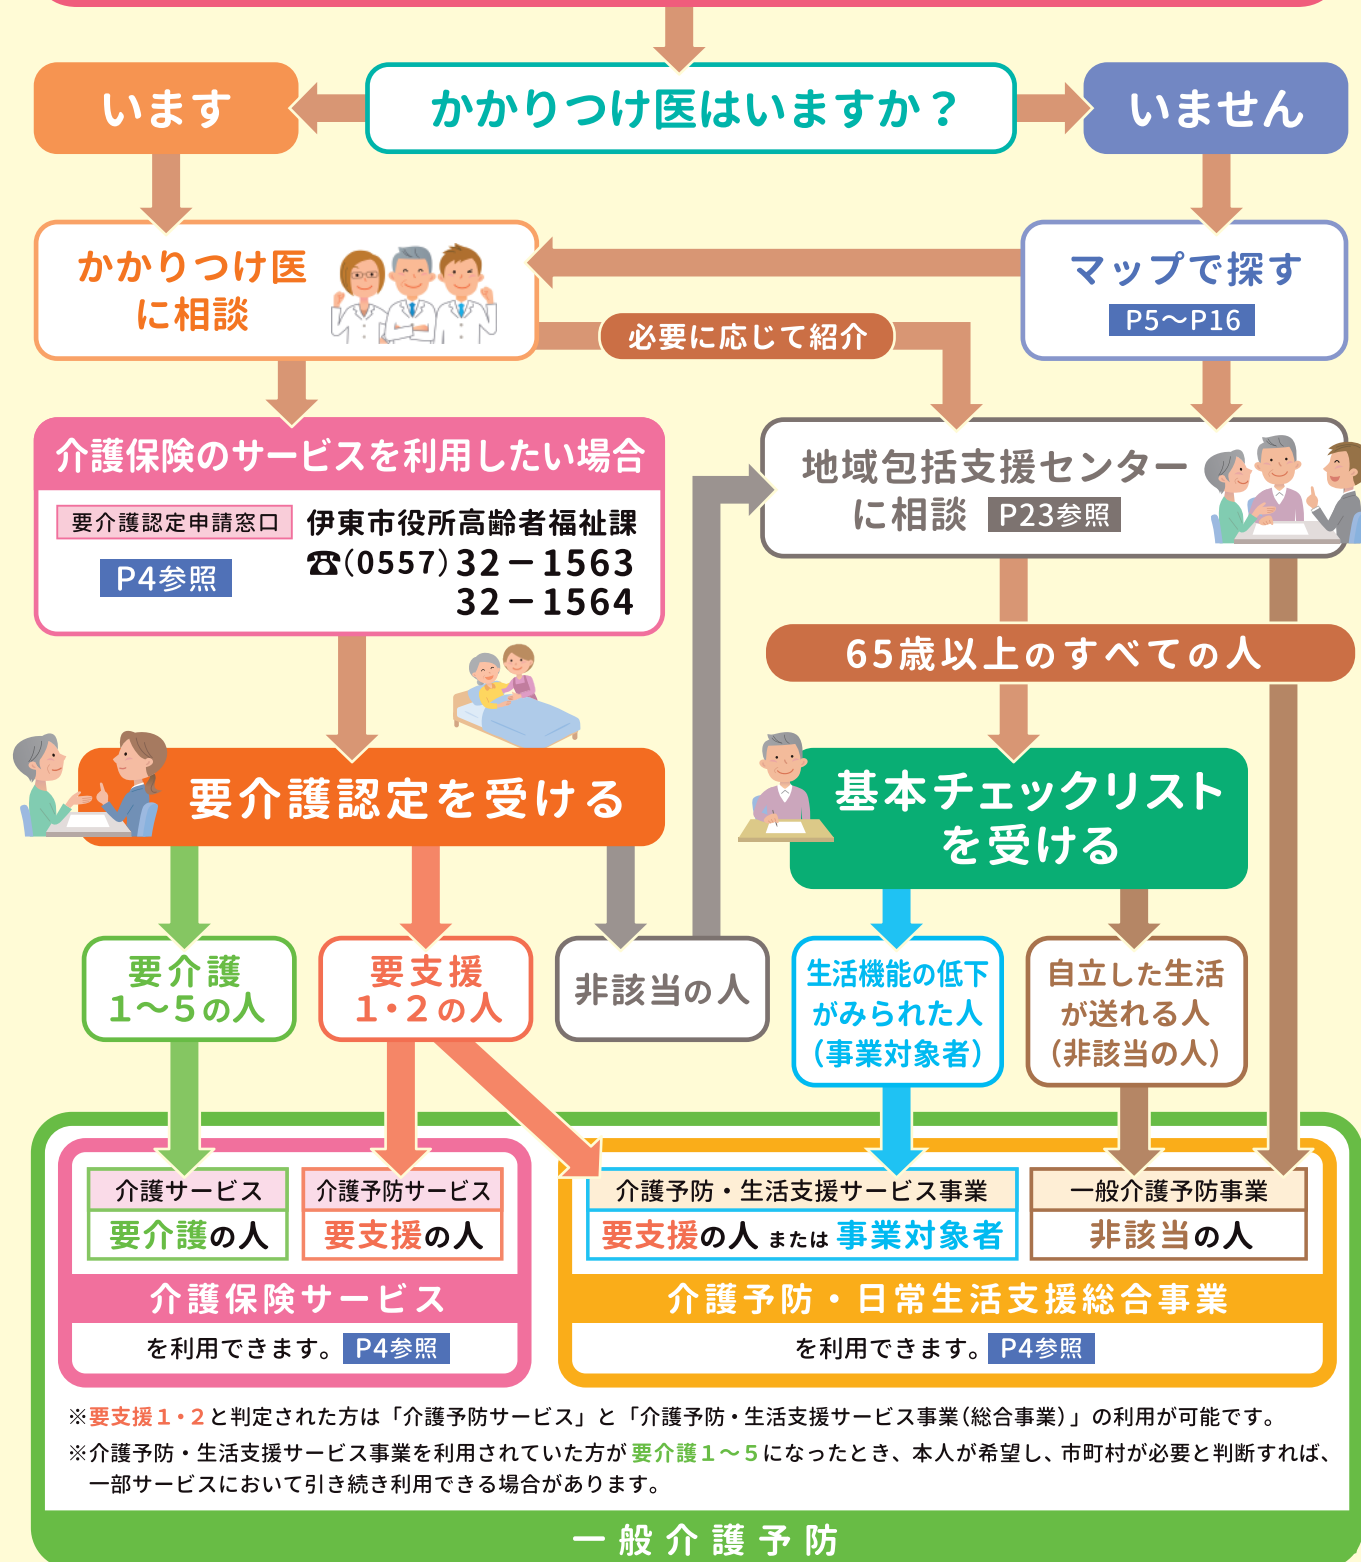 かかりつけ医はいますか？
います
いません
かかりつけ医
に相談
マップで探す
P5～P16
必要に応じて紹介
介護保険のサービスを利用したい場合
要介護認定申請窓口
P4参照
伊東市役所高齢者福祉課
☎(0557)32－1563
32－1564
地域包括支援センター
に相談 P23参照
65歳以上のすべての人
要介護認定を受ける
基本チェックリスト
を受ける
要介護
1～5の人
要支援
1・2の人
非該当の人
生活機能の低下
がみられた人
(事業対象者)
自立した生活
が送れる人
(非該当の人)
介護サービス
要介護の人
介護予防サービス
要支援の人
介護保険サービス
を利用できます。 P4参照
介護予防・生活支援サービス事業
要支援の人 または 事業対象者
一般介護予防事業
非該当の人
介護予防・日常生活支援総合事業
を利用できます。 P4参照
※要支援1・2と判定された方は「介護予防サービス」と「介護予防・生活支援サービス事業(総合事業)」の利用が可能です。
※介護予防・生活支援サービス事業を利用されていた方が要介護1～5になったとき、本人が希望し、市町村が必要と判断すれば、
一部サービスにおいて引き続き利用できる場合があります。
一般介護予防